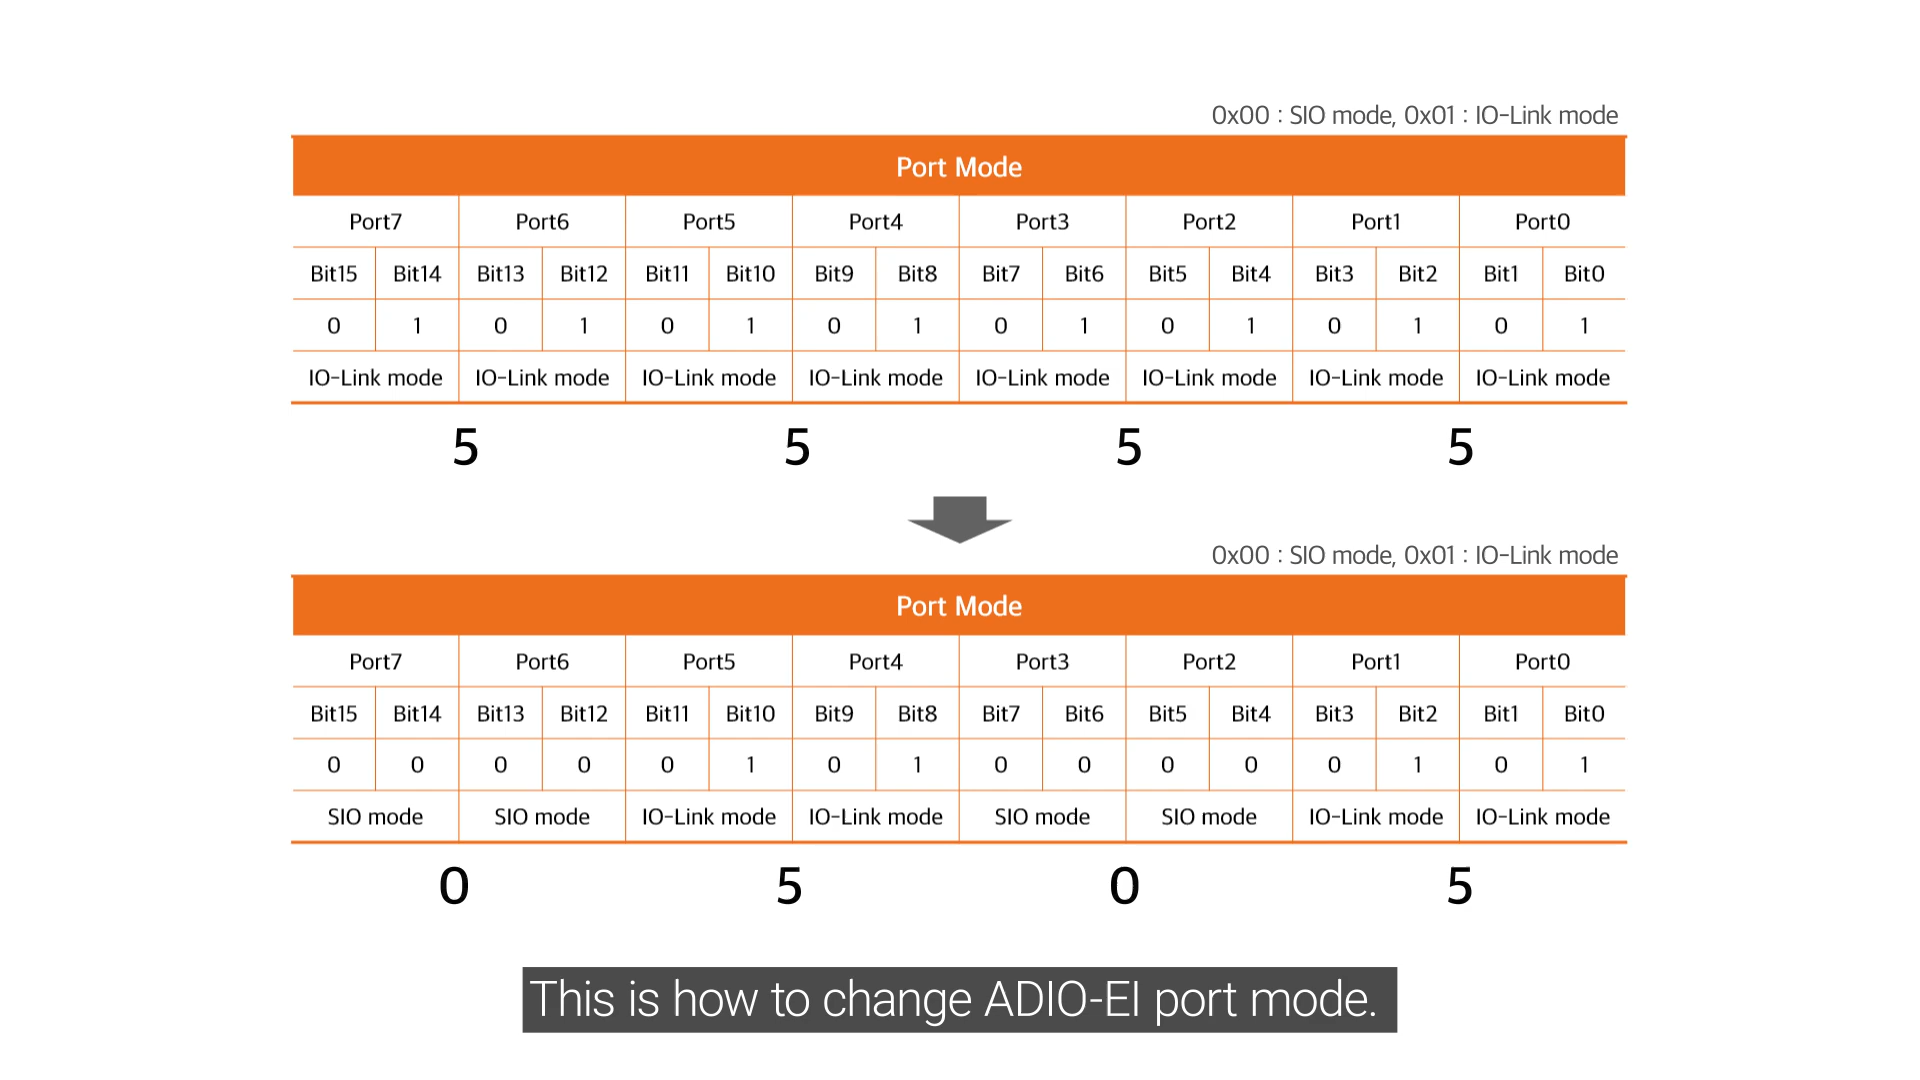 0x00 : SIO mode, 0x01 : IO-Link mode
Port Mode
Port7 Port6 Port5 Port4 Port3 Port2 Port1 Port0
Bit15 Bit14 Bit13 Bit12 Bit11 Bit10 Bit9 Bit8 Bit7 Bit6 Bit5 Bit4 Bit3 Bit2 Bit1 Bit0
0 1 0 1 0 1 0 1 0 1 0 1 0 1 0 1
IO-Link mode IO-Link mode IO-Link mode IO-Link mode IO-Link mode IO-Link mode IO-Link mode IO-Link mode
5 5 5 5
0x00 : SIO mode, 0x01 : IO-Link mode
Port Mode
Port7 Port6 Port5 Port4 Port3 Port2 Port1 Port0
Bit15 Bit14 Bit13 Bit12 Bit11 Bit10 Bit9 Bit8 Bit7 Bit6 Bit5 Bit4 Bit3 Bit2 Bit1 Bit0
0 0 0 0 0 1 0 1 0 0 0 0 0 1 0 1
SIO mode SIO mode IO-Link mode IO-Link mode SIO mode SIO mode IO-Link mode IO-Link mode
0 5 0 5
This is how to change ADIO-EI port mode.